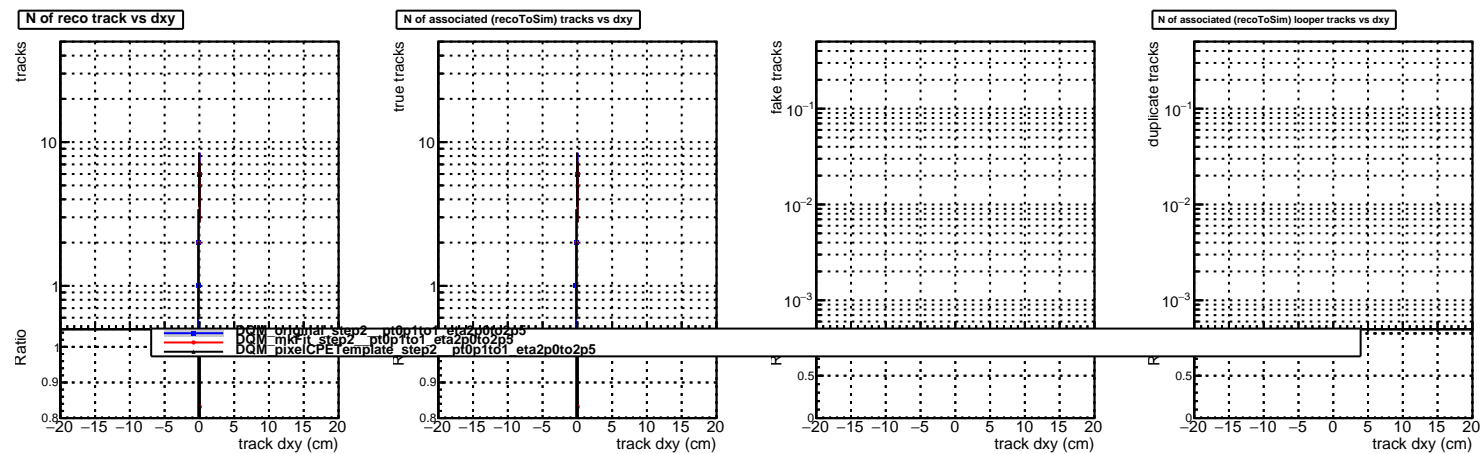 N of reco track vs dxy
N of associated (recoToSim) tracks vs dxy
N of associated (recoToSim) looper tracks vs dxy
tracks
10
1
Ratio
1
0.9
0.8
−20 −15 −10 −5 0 5 10 15 20
track dxy (cm)
true tracks
10
1
0.9
0.8
−20 −15 −10 −5 0 5 10 15 20
track dxy (cm)
fake tracks
10−1
10−2
10−3
0.5
0
−20 −15 −10 −5 0 5 10 15 20
track dxy (cm)
duplicate tracks
10−1
10−2
10−3
0.5
0
−20 −15 −10 −5 0 5 10 15 20
track dxy (cm)
DQM_original_step2__pt0p1to1_eta2p0to2p5
DQM_mkFit_step2__pt0p1to1_eta2p0to2p5
DQM_pixelCPETemplate_step2__pt0p1to1_eta2p0to2p5